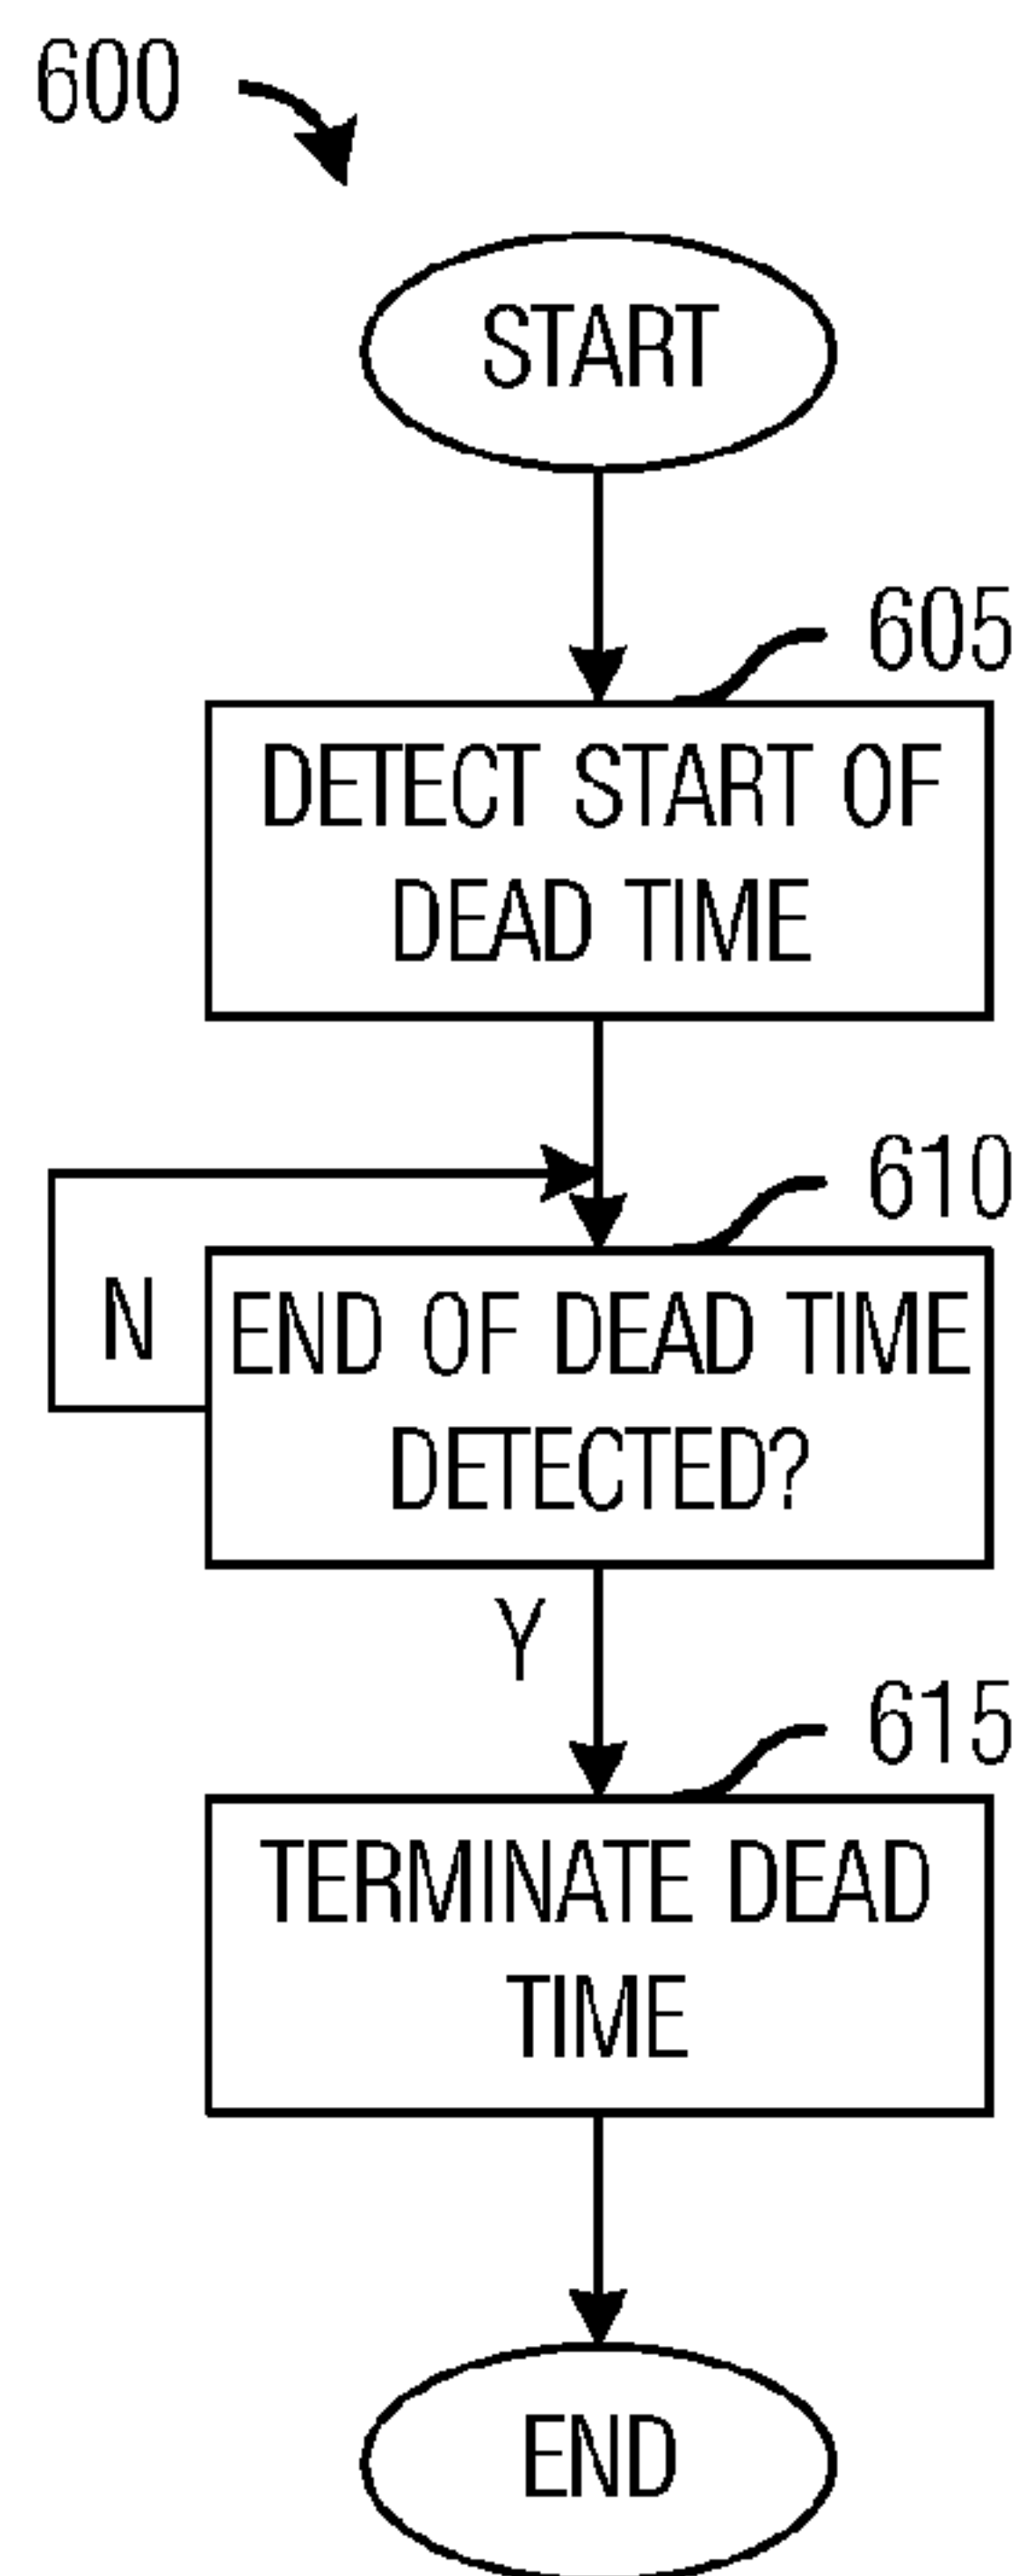 600
START
605
DETECT START OF
DEAD TIME
610
N
END OF DEAD TIME
DETECTED?
Y
615
TERMINATE DEAD
TIME
END